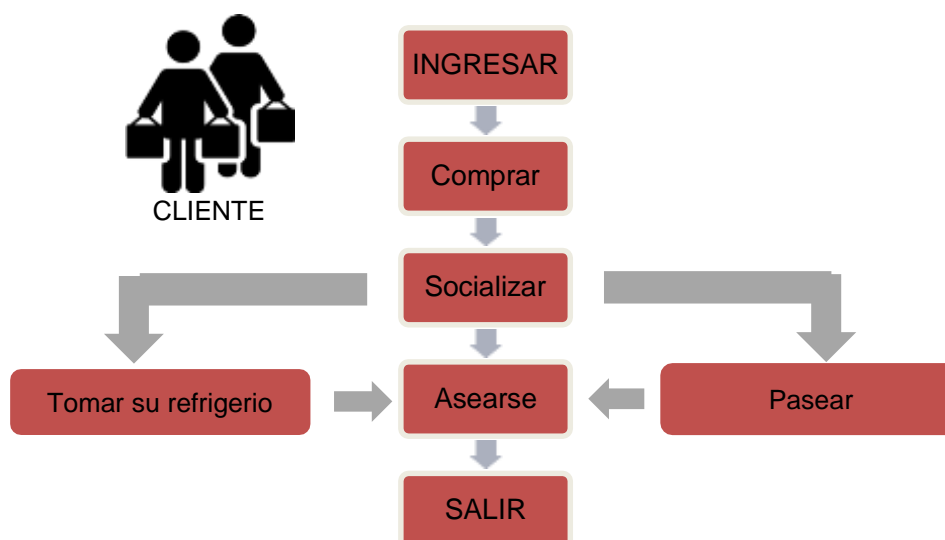 INGRESAR
Comprar
CLIENTE
Socializar
Tomar su refrigerio
Asearse
Pasear
SALIR